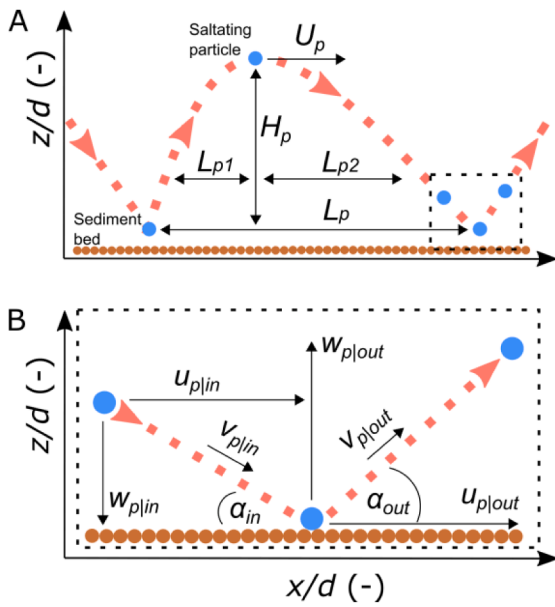 A
z/d (-)
Saltating
particle
U_p
H_p
L_p1
L_p2
L_p
Sediment
bed
B
z/d (-)
w_p|out
u_p|in
v_p|in
v_p|out
w_p|in
α_in
α_out
u_p|out
x/d (-)